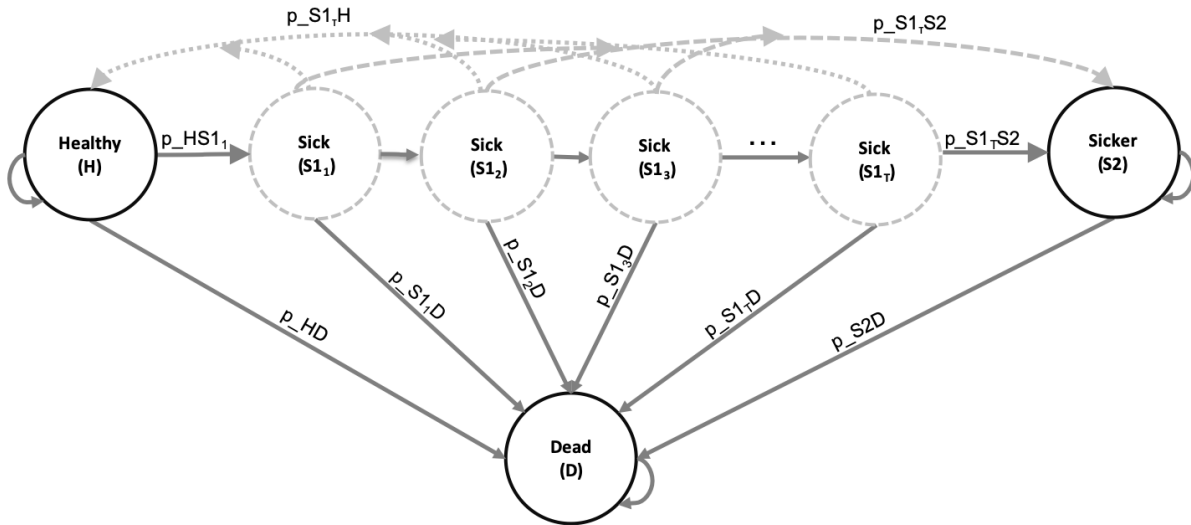 p_S1ₜH
p_S1ₜS2
Healthy
(H)
p_HS1₁
Sick
(S1₁)
Sick
(S1₂)
Sick
(S1₃)
...
Sick
(S1ₜ)
p_S1ₜS2
Sicker
(S2)
p_HD
p_S1₁D
p_S1₂D
p_S1₃D
p_S1ₜD
p_S2D
Dead
(D)